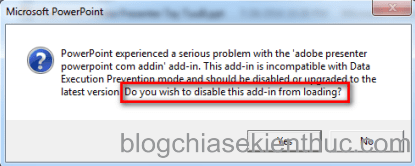 Microsoft PowerPoint
PowerPoint experienced a serious problem with the 'adobe presenter
powerpoint com addin' add-in. This add-in is incompatible with Data
Execution Prevention mode and should be disabled or upgraded to the
latest version. Do you wish to disable this add-in from loading?
Yes No
blogchiasekienthuc.com